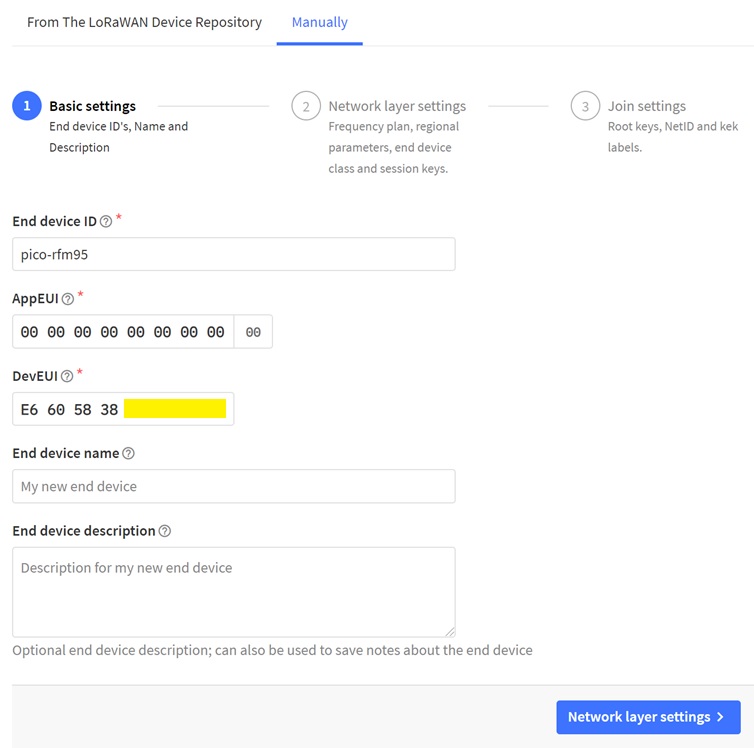 From The LoRaWAN Device Repository
Manually
1 Basic settings
End device ID's, Name and
Description
2 Network layer settings
Frequency plan, regional
parameters, end device
class and session keys.
3 Join settings
Root keys, NetID and kek
labels.
End device ID ? *
pico-rfm95
AppEUI ? *
00 00 00 00 00 00 00 00 00
DevEUI ? *
E6 60 58 38
End device name ?
My new end device
End device description ?
Description for my new end device
Optional end device description; can also be used to save notes about the end device
Network layer settings >